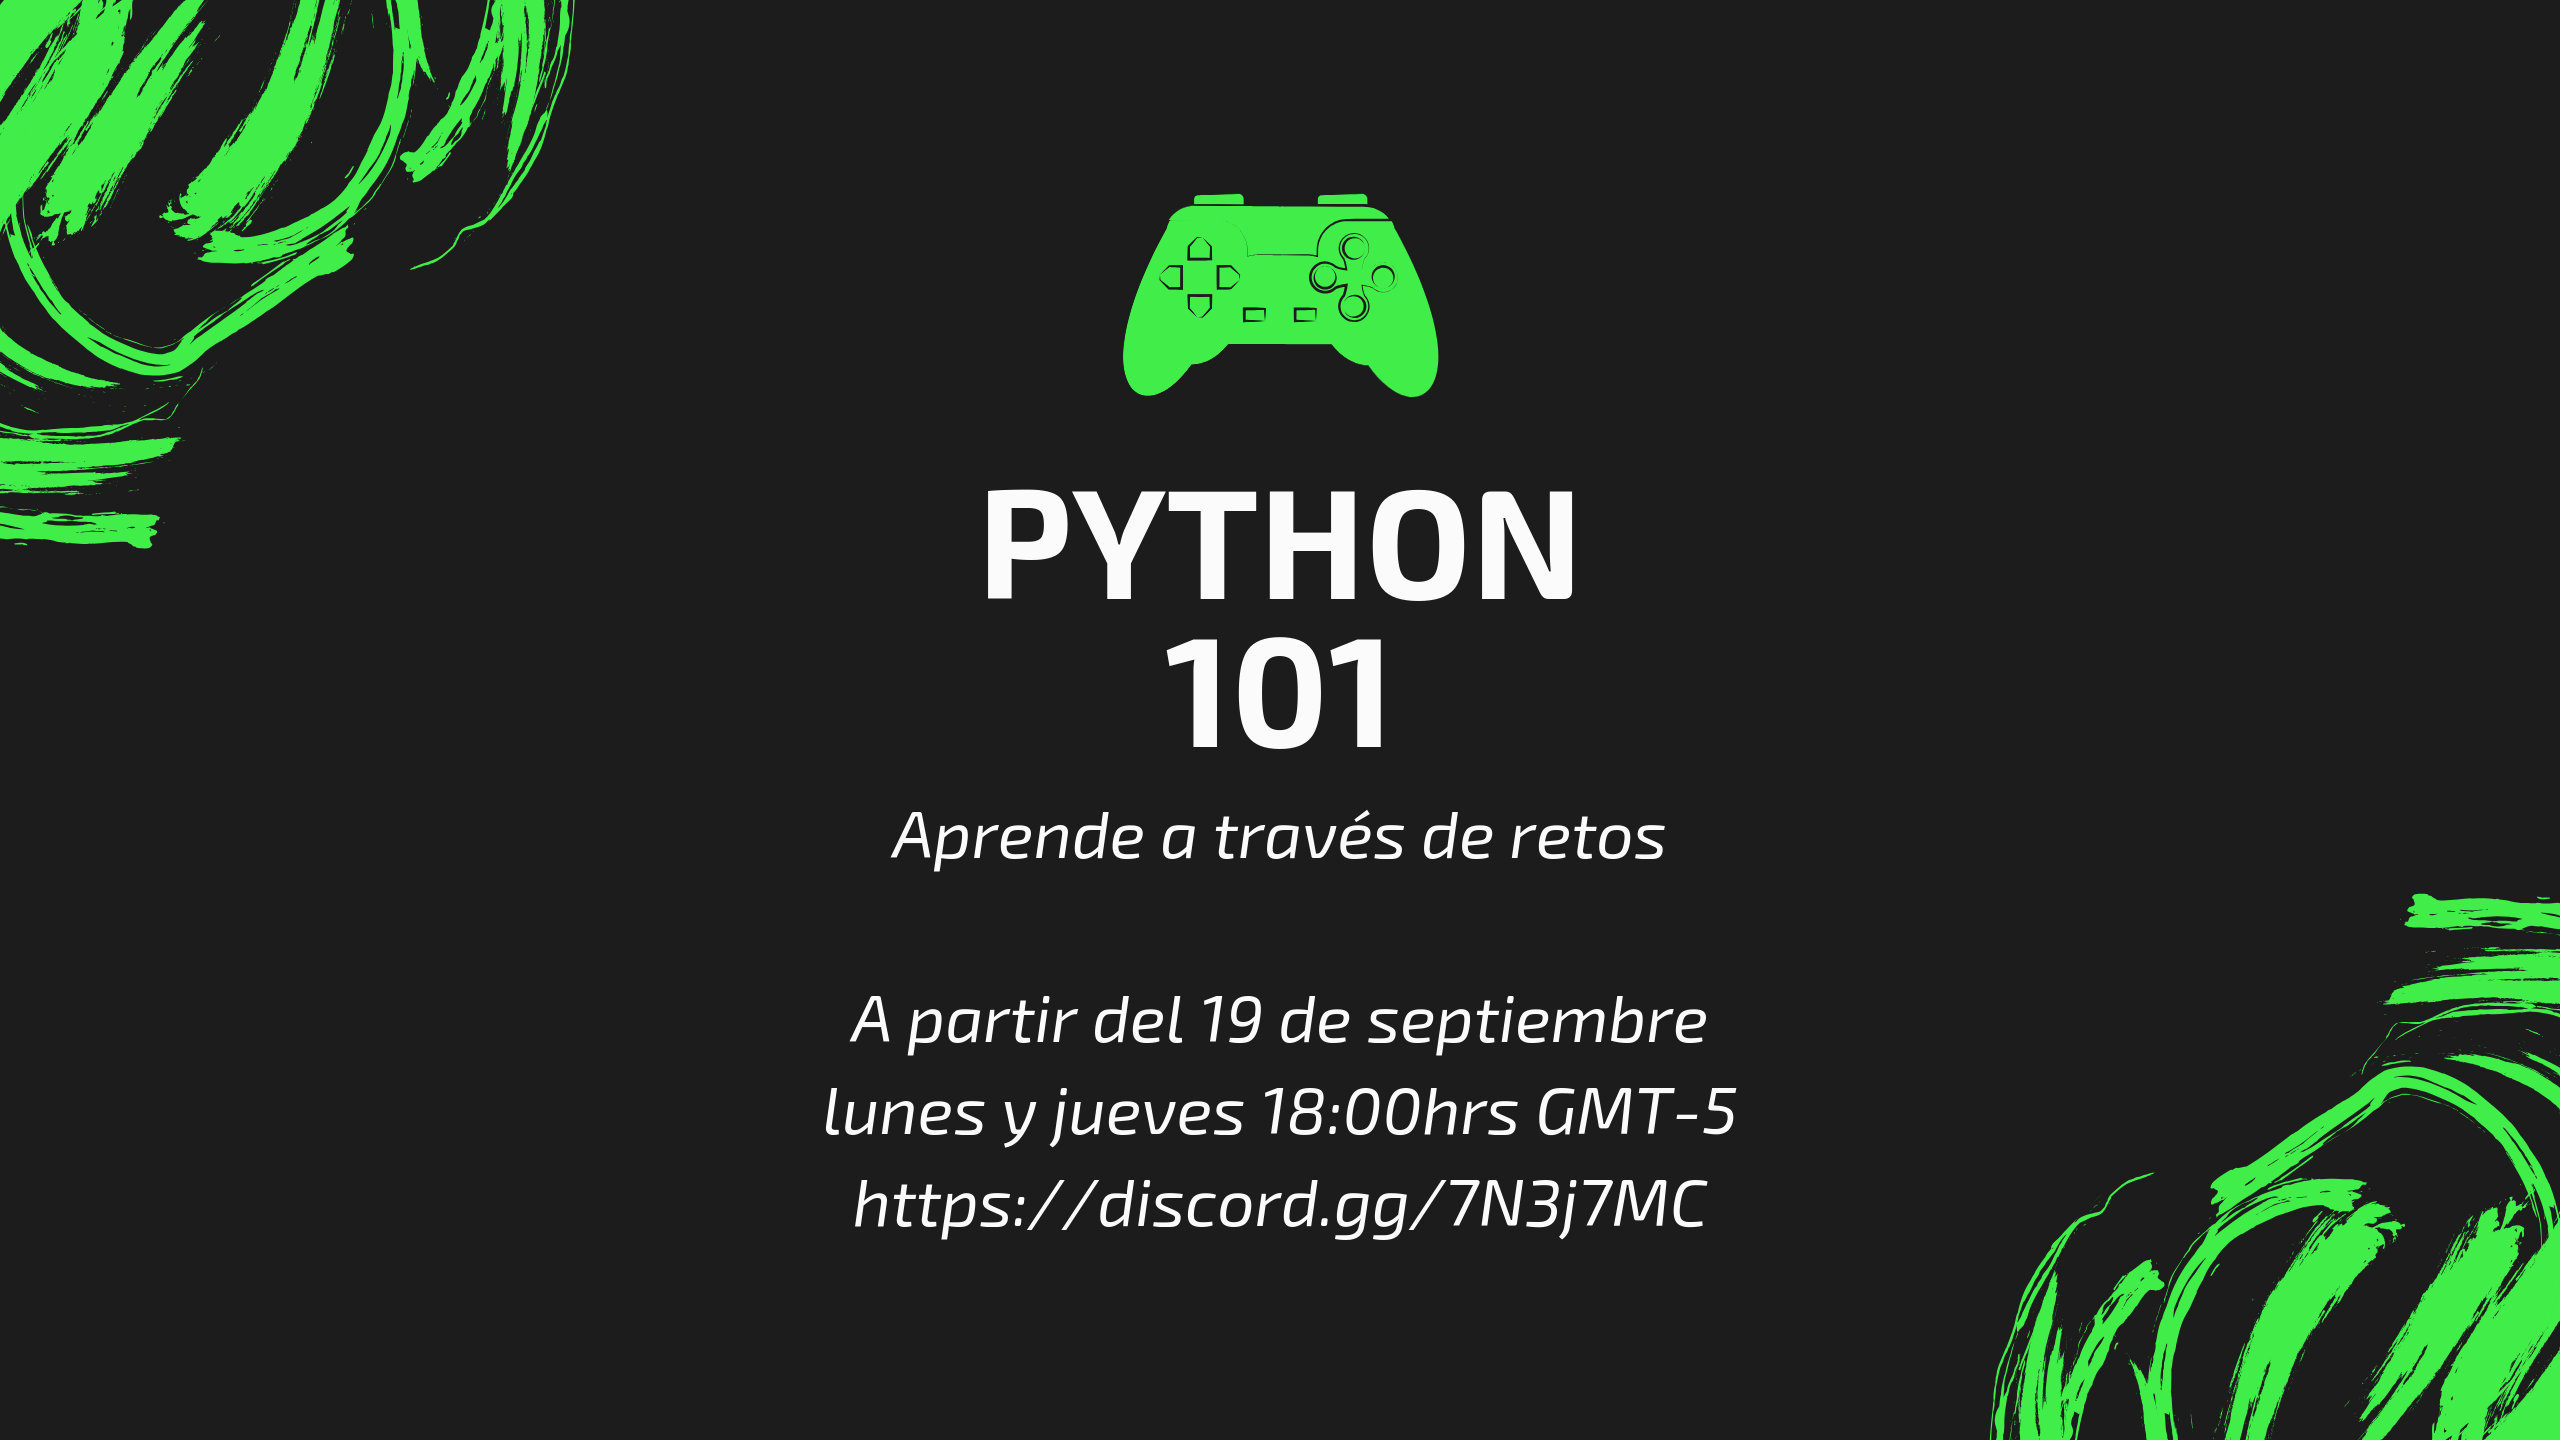 PYTHON
101
Aprende a través de retos
A partir del 19 de septiembre
lunes y jueves 18:00hrs GMT-5
https://discord.gg/7N3j7MC